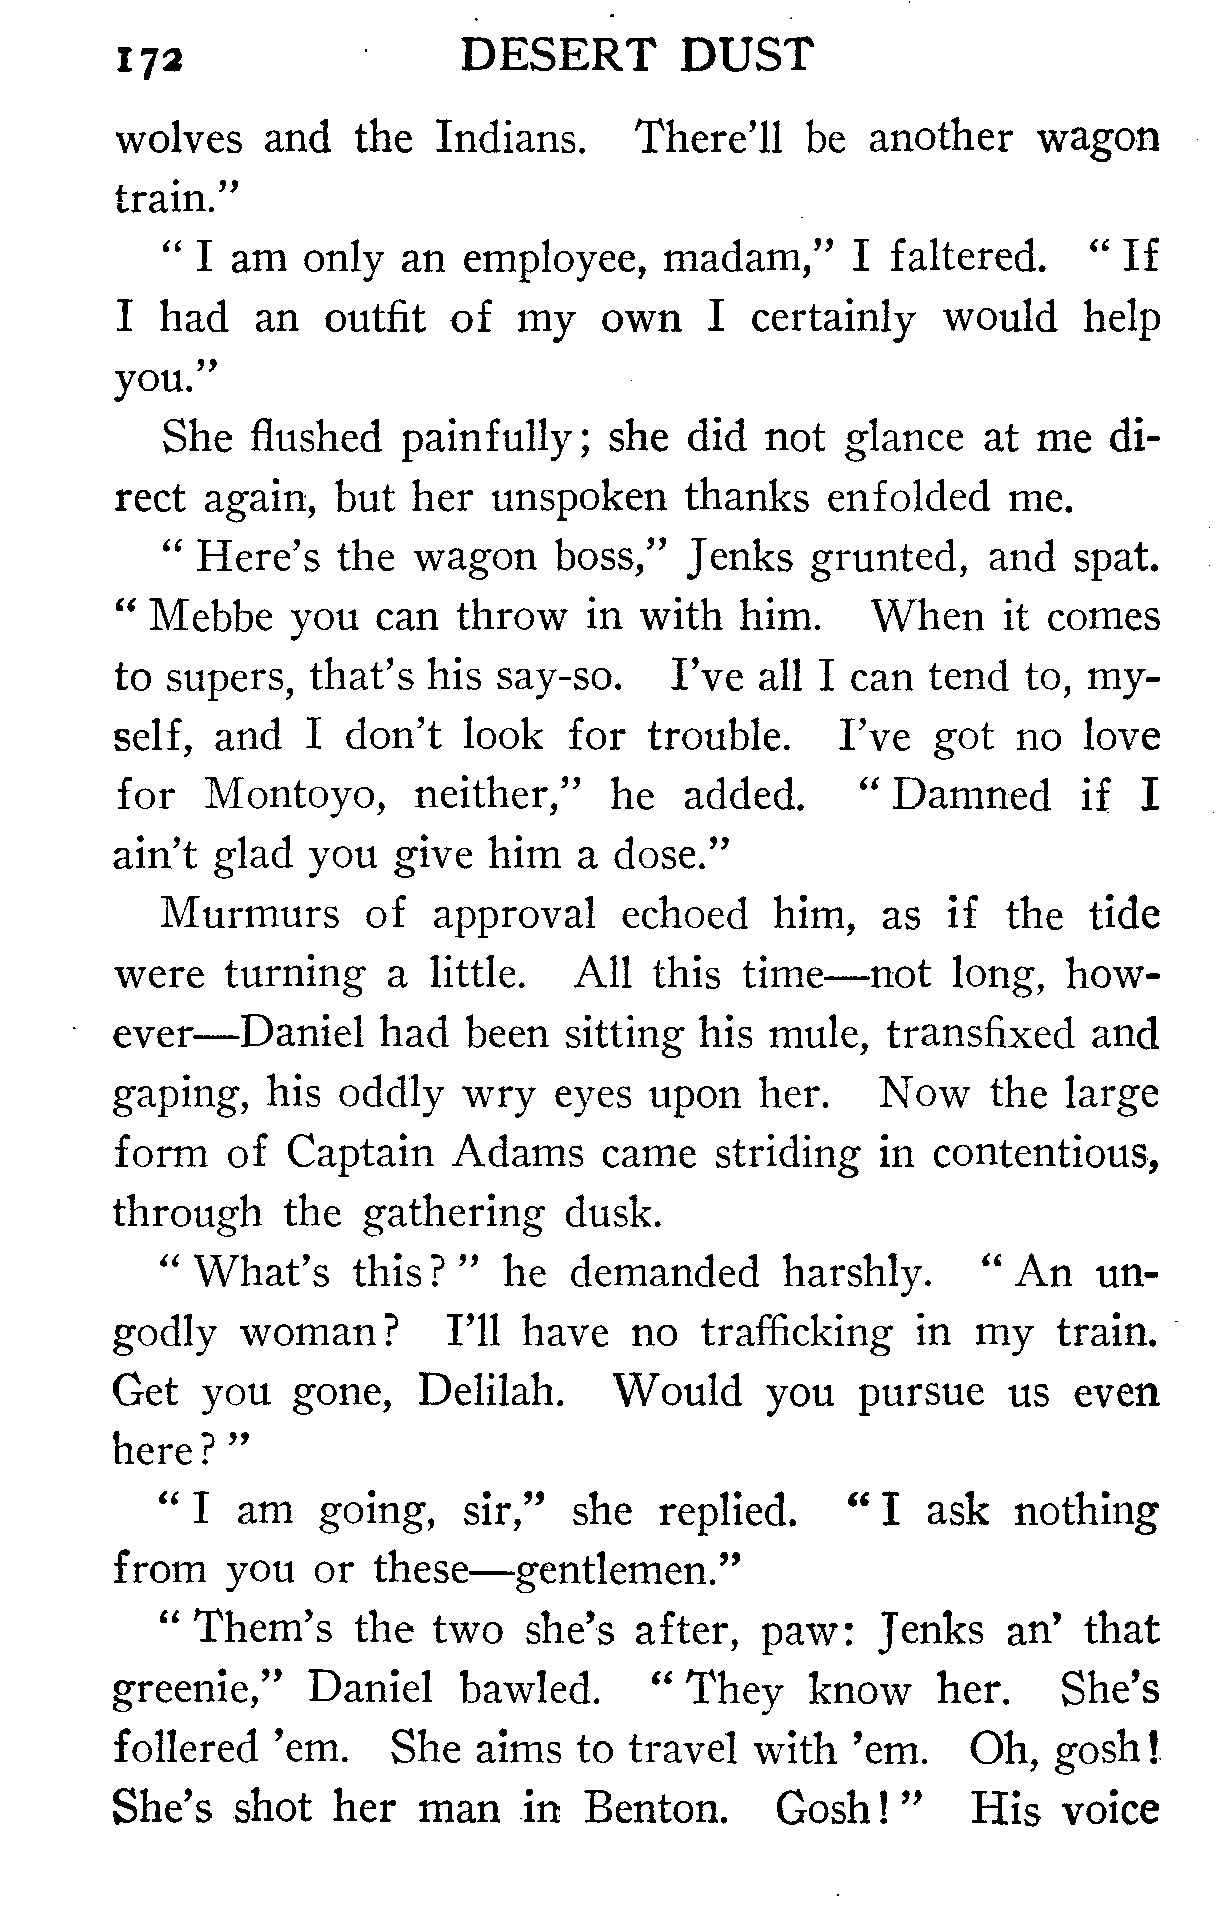 172 DESERT DUST
wolves and the Indians. There'll be another wagon
train."
" I am only an employee, madam," I faltered. " If
I had an outfit of my own I certainly would help
you."
She flushed painfully; she did not glance at me di-
rect again, but her unspoken thanks enfolded me.
" Here's the wagon boss," Jenks grunted, and spat.
" Mebbe you can throw in with him. When it comes
to supers, that's his say-so. I've all I can tend to, my-
self, and I don't look for trouble. I've got no love
for Montoyo, neither," he added. " Damned if I
ain't glad you give him a dose."
Murmurs of approval echoed him, as if the tide
were turning a little. All this time—not long, how-
ever—Daniel had been sitting his mule, transfixed and
gaping, his oddly wry eyes upon her. Now the large
form of Captain Adams came striding in contentious,
through the gathering dusk.
" What's this? " he demanded harshly. " An un-
godly woman? I'll have no trafficking in my train.
Get you gone, Delilah. Would you pursue us even
here? "
" I am going, sir," she replied. " I ask nothing
from you or these—gentlemen."
" Them's the two she's after, paw: Jenks an' that
greenie," Daniel bawled. " They know her. She's
follered 'em. She aims to travel with 'em. Oh, gosh!
She's shot her man in Benton. Gosh! " His voice